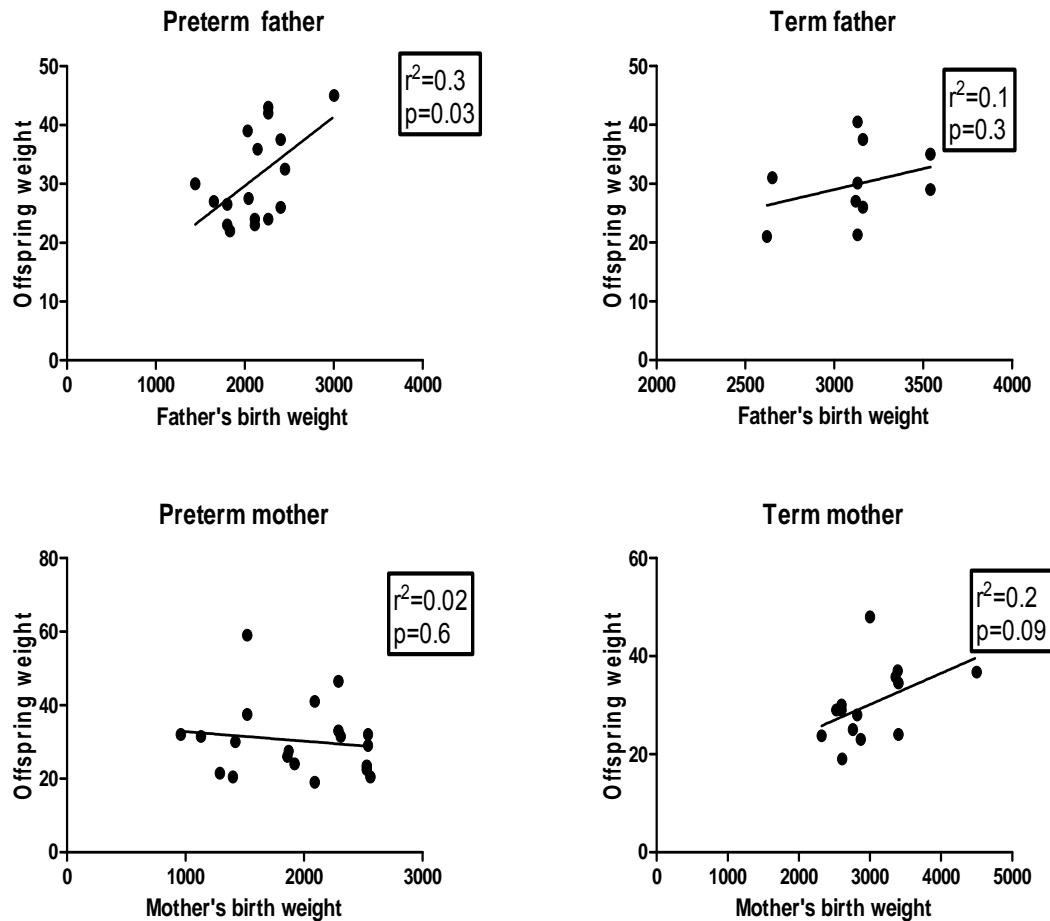 Preterm father
r²=0.3
p=0.03
Offspring weight
50
40
30
20
10
0
0 1000 2000 3000 4000
Father's birth weight
Term father
r²=0.1
p=0.3
Offspring weight
50
40
30
20
10
0
2000 2500 3000 3500 4000
Father's birth weight
Preterm mother
r²=0.02
p=0.6
Offspring weight
80
60
40
20
0
0 1000 2000 3000
Mother's birth weight
Term mother
r²=0.2
p=0.09
Offspring weight
60
40
20
0
0 1000 2000 3000 4000 5000
Mother's birth weight